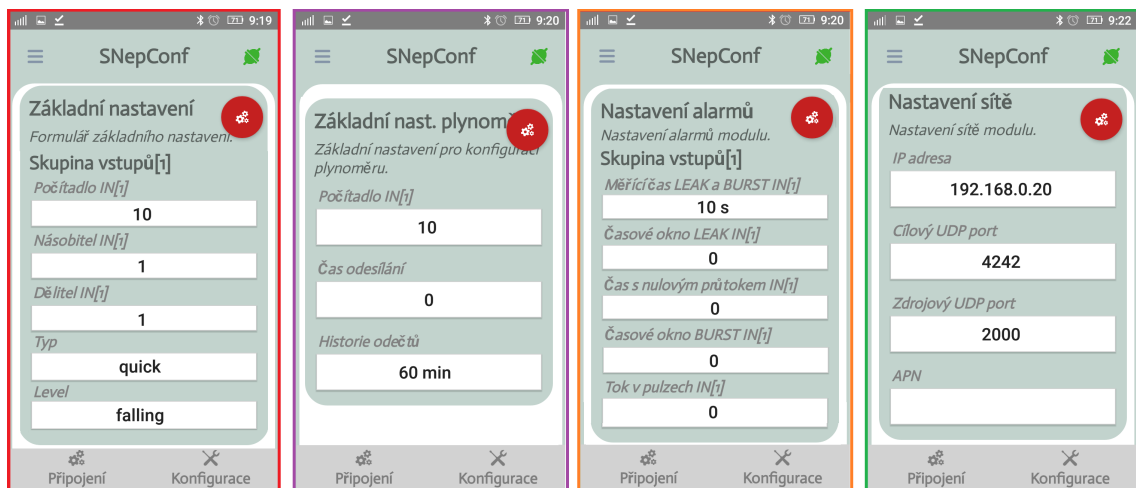 71 9:19
SNepConf
Základní nastavení
Formulář základního nastavení.
Skupina vstupů[1]
Počítadlo IN[1]
10
Násobitel IN[1]
1
Dělitel IN[1]
1
Typ
quick
Level
falling
Připojení
Konfigurace
71 9:20
SNepConf
Základní nast. plynom
Základní nastavení pro konfiguraci
plynoměru.
Počítadlo IN[1]
10
Čas odesílání
0
Historie odečtů
60 min
Připojení
Konfigurace
71 9:20
SNepConf
Nastavení alarmů
Nastavení alarmů modulu.
Skupina vstupů[1]
Měřící čas LEAK a BURST IN[1]
10 s
Časové okno LEAK IN[1]
0
Čas s nulovým průtokem IN[1]
0
Časové okno BURST IN[1]
0
Tok v pulzech IN[1]
0
Připojení
Konfigurace
71 9:22
SNepConf
Nastavení sítě
Nastavení sítě modulu.
IP adresa
192.168.0.20
Cílový UDP port
4242
Zdrojový UDP port
2000
APN
Připojení
Konfigurace